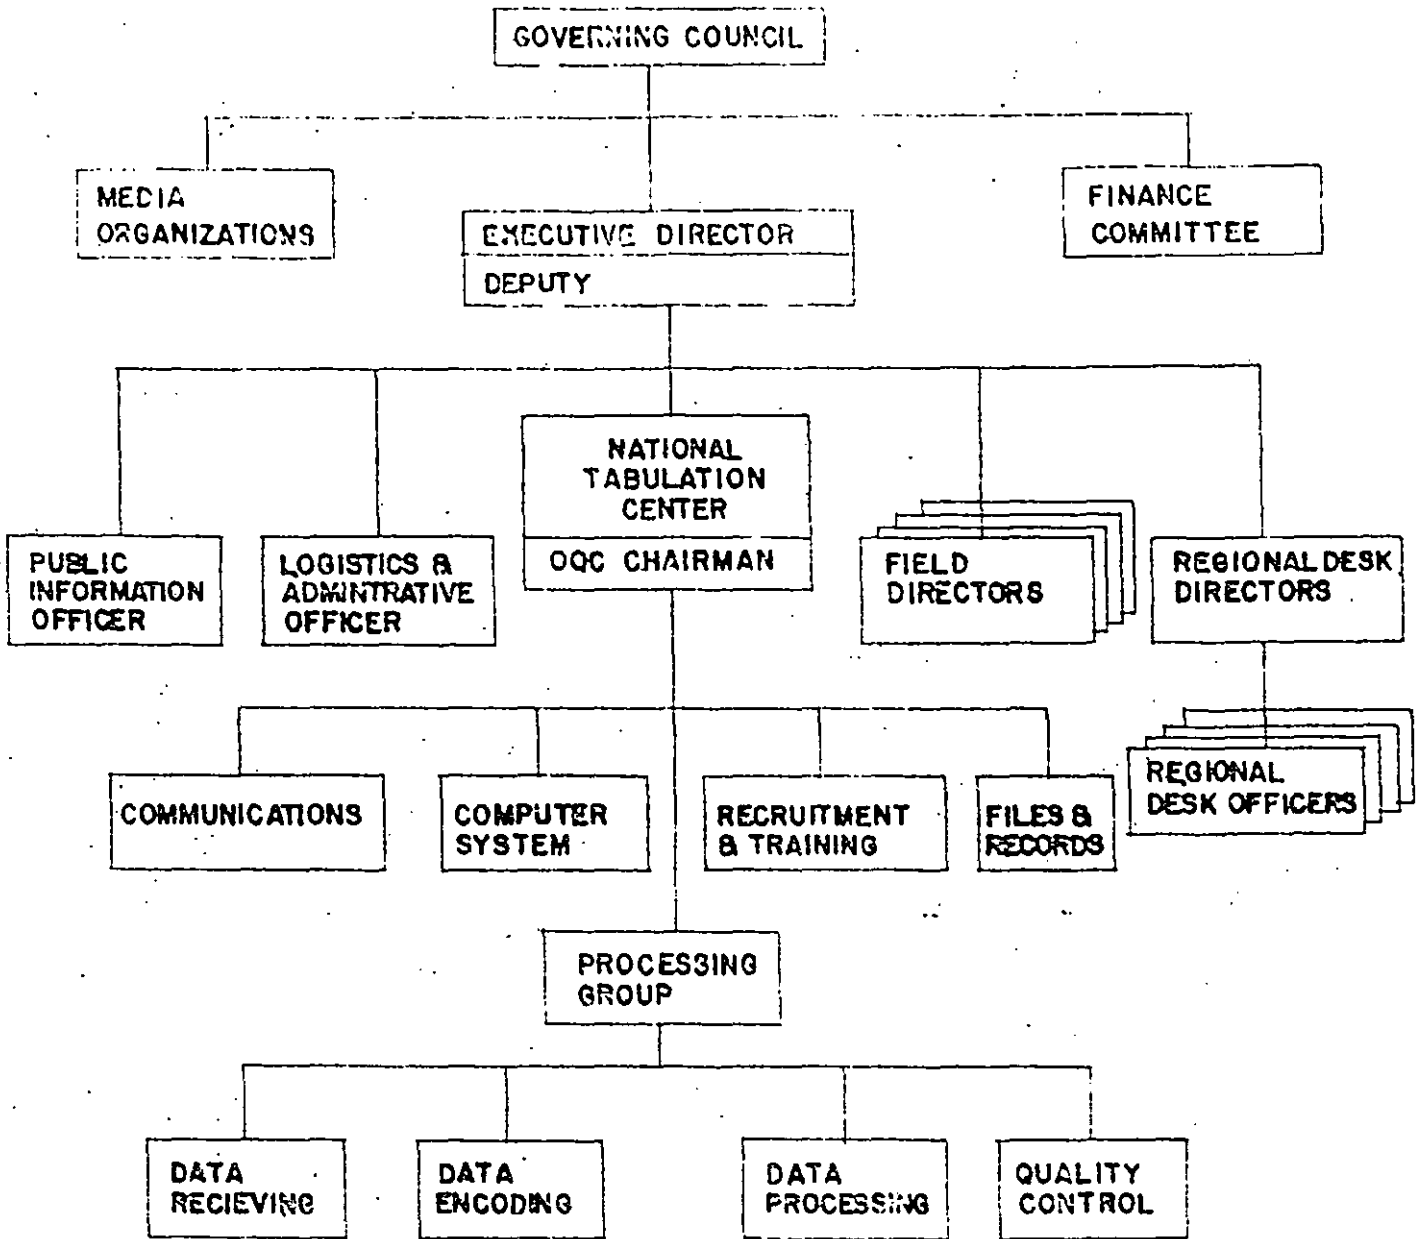 GOVERNING COUNCIL
MEDIA
ORGANIZATIONS
EXECUTIVE DIRECTOR
DEPUTY
FINANCE
COMMITTEE
PUBLIC
INFORMATION
OFFICER
LOGISTICS &
ADMINTRATIVE
OFFICER
NATIONAL
TABULATION
CENTER
OQC CHAIRMAN
FIELD
DIRECTORS
REGIONAL DESK
DIRECTORS
COMMUNICATIONS
COMPUTER
SYSTEM
RECRUITMENT
& TRAINING
FILES &
RECORDS
REGIONAL
DESK OFFICERS
PROCESSING
GROUP
DATA
RECIEVING
DATA
ENCODING
DATA
PROCESSING
QUALITY
CONTROL